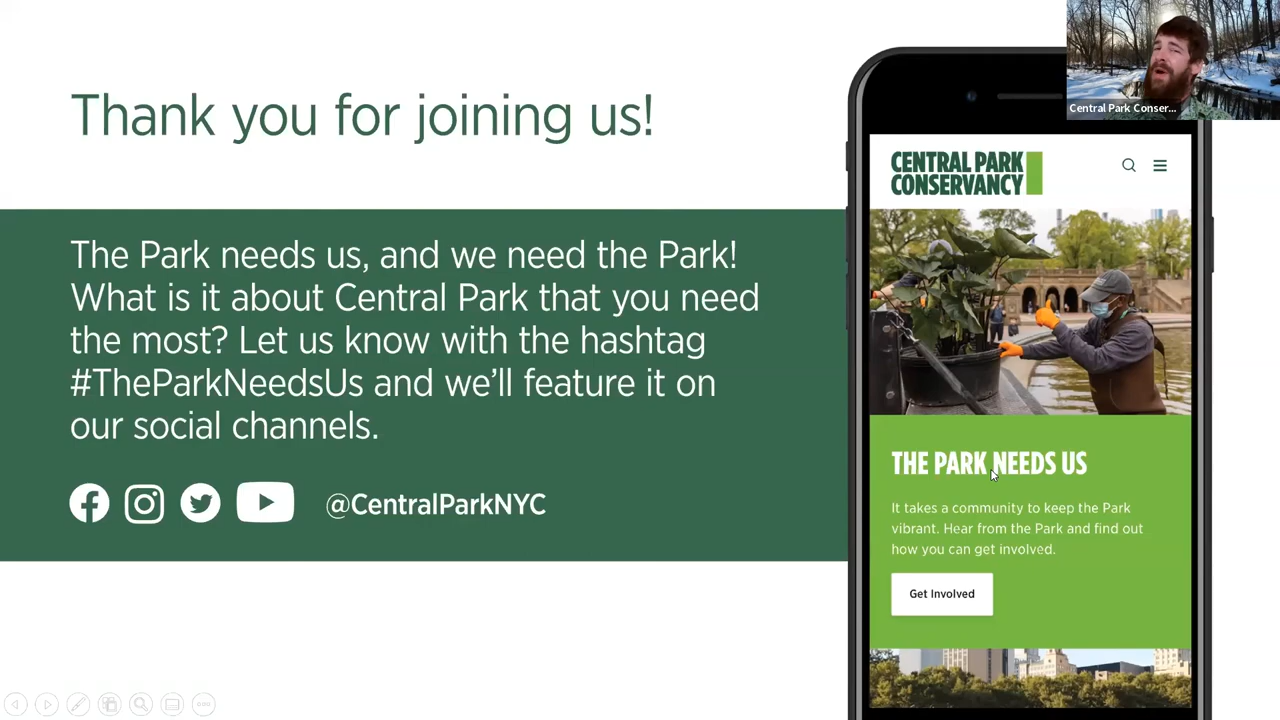 Thank you for joining us!
The Park needs us, and we need the Park!
What is it about Central Park that you need
the most? Let us know with the hashtag
#TheParkNeedsUs and we’ll feature it on
our social channels.
@CentralParkNYC
Central Park Conser...
CENTRAL PARK
CONSERVANCY
THE PARK NEEDS US
It takes a community to keep the Park
vibrant. Hear from the Park and find out
how you can get involved.
Get Involved